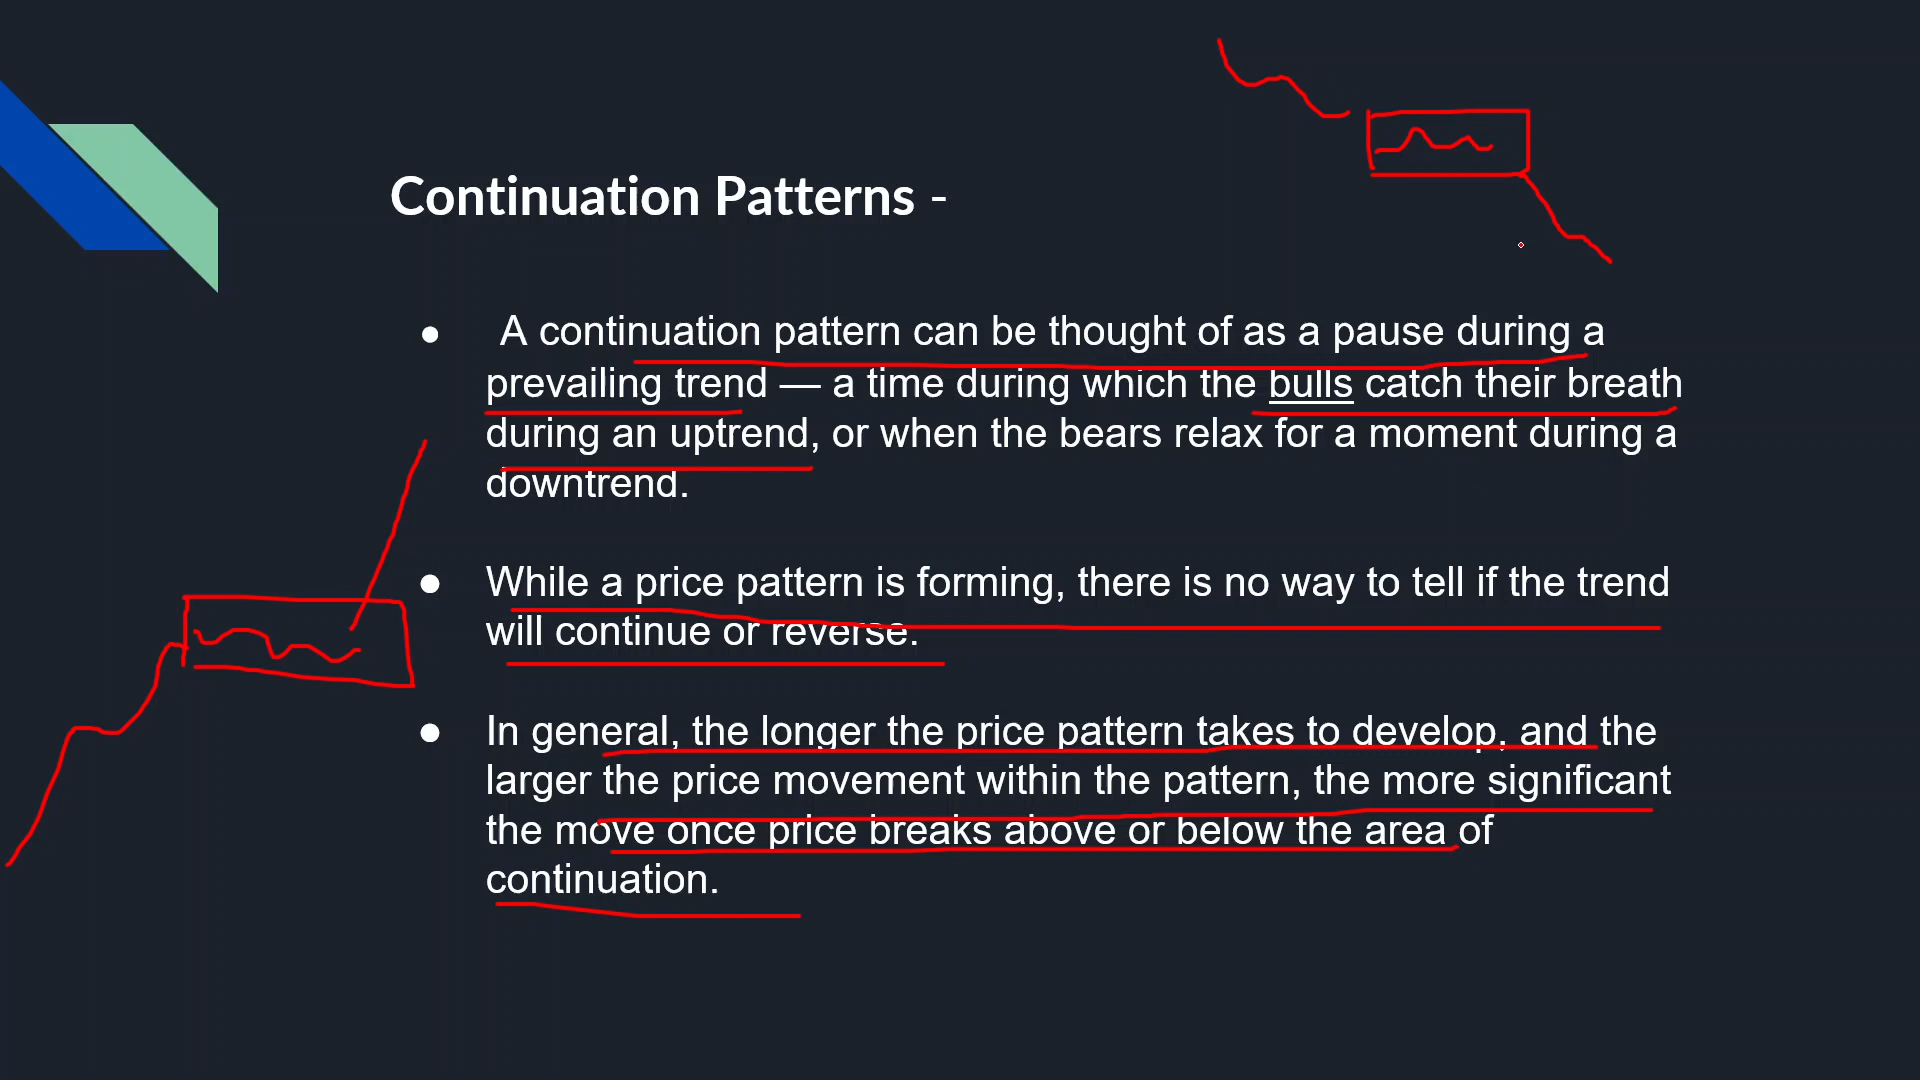 Continuation Patterns -
● A continuation pattern can be thought of as a pause during a
prevailing trend — a time during which the bulls catch their breath
during an uptrend, or when the bears relax for a moment during a
downtrend.
● While a price pattern is forming, there is no way to tell if the trend
will continue or reverse.
● In general, the longer the price pattern takes to develop, and the
larger the price movement within the pattern, the more significant
the move once price breaks above or below the area of
continuation.